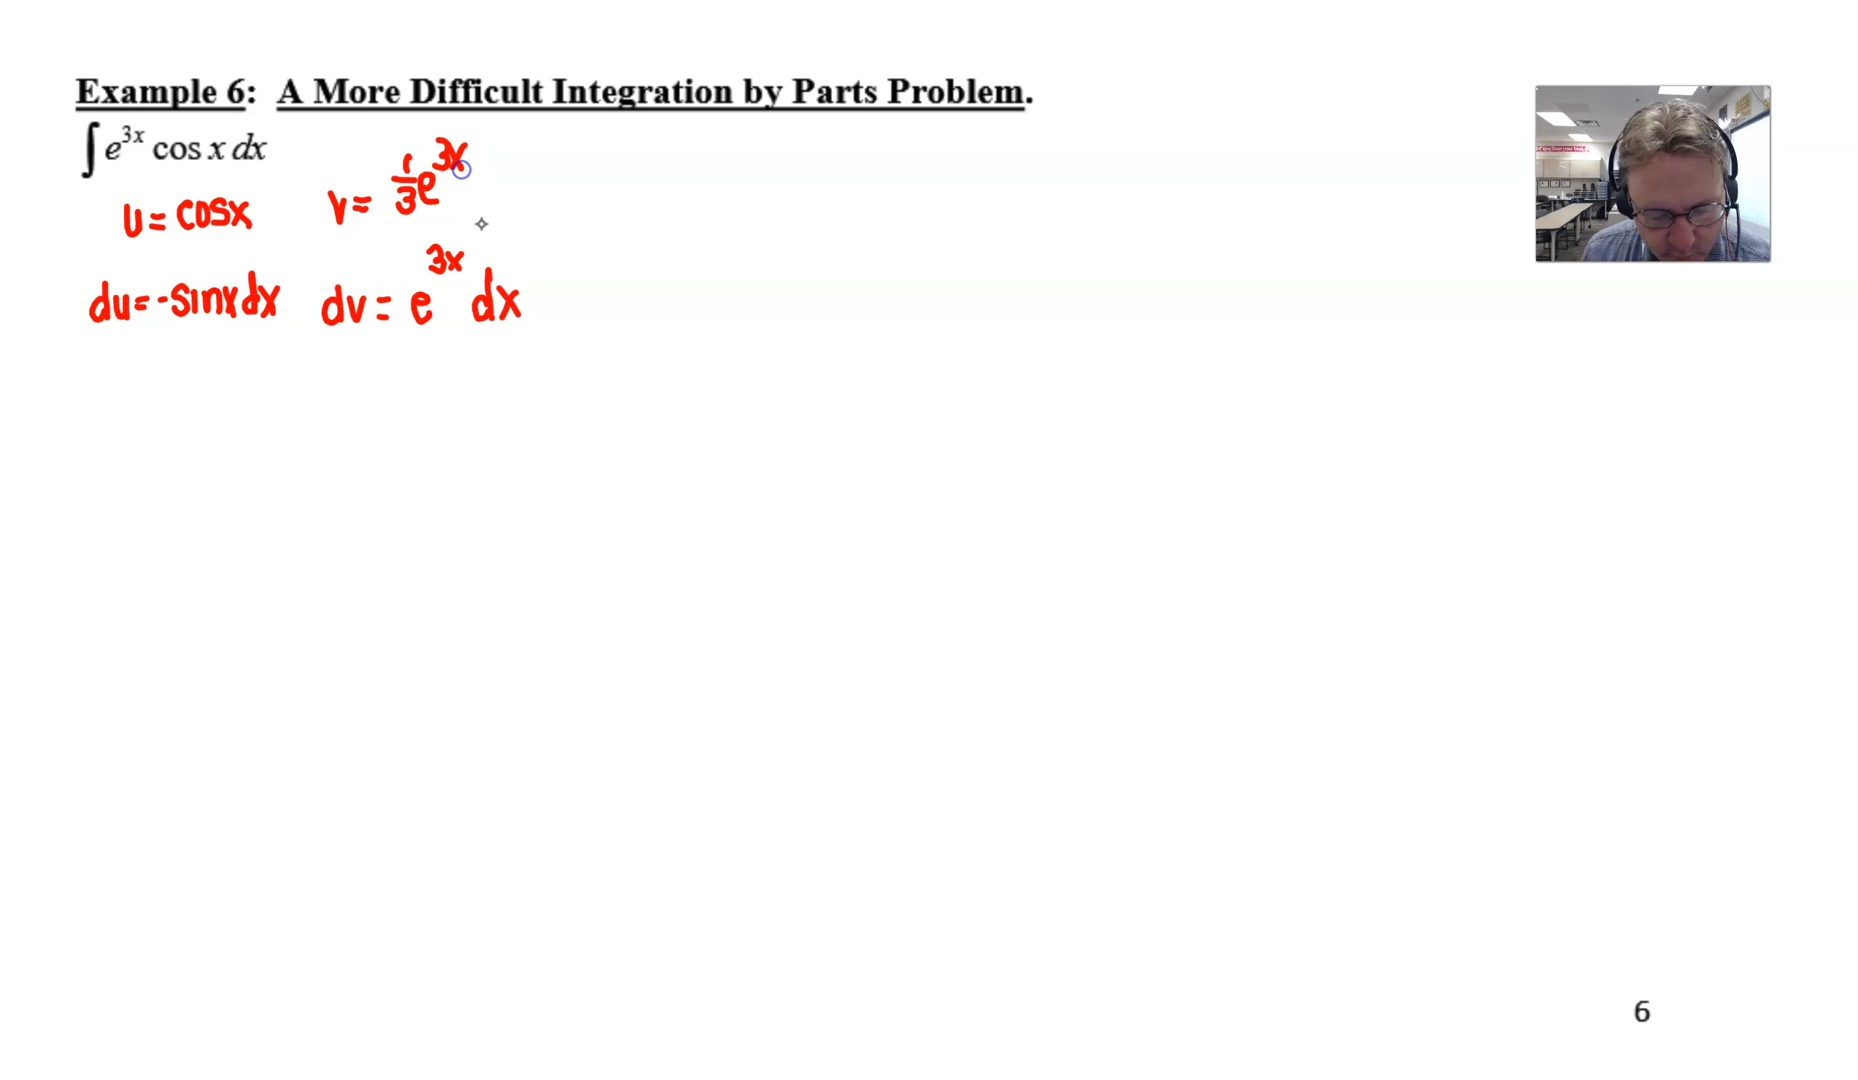 Example 6: A More Difficult Integration by Parts Problem.
∫ e^{3x} cos x dx
u = cosx v = \frac{1}{3}e^{3x}
du = -sinx dx dv = e^{3x} dx
6